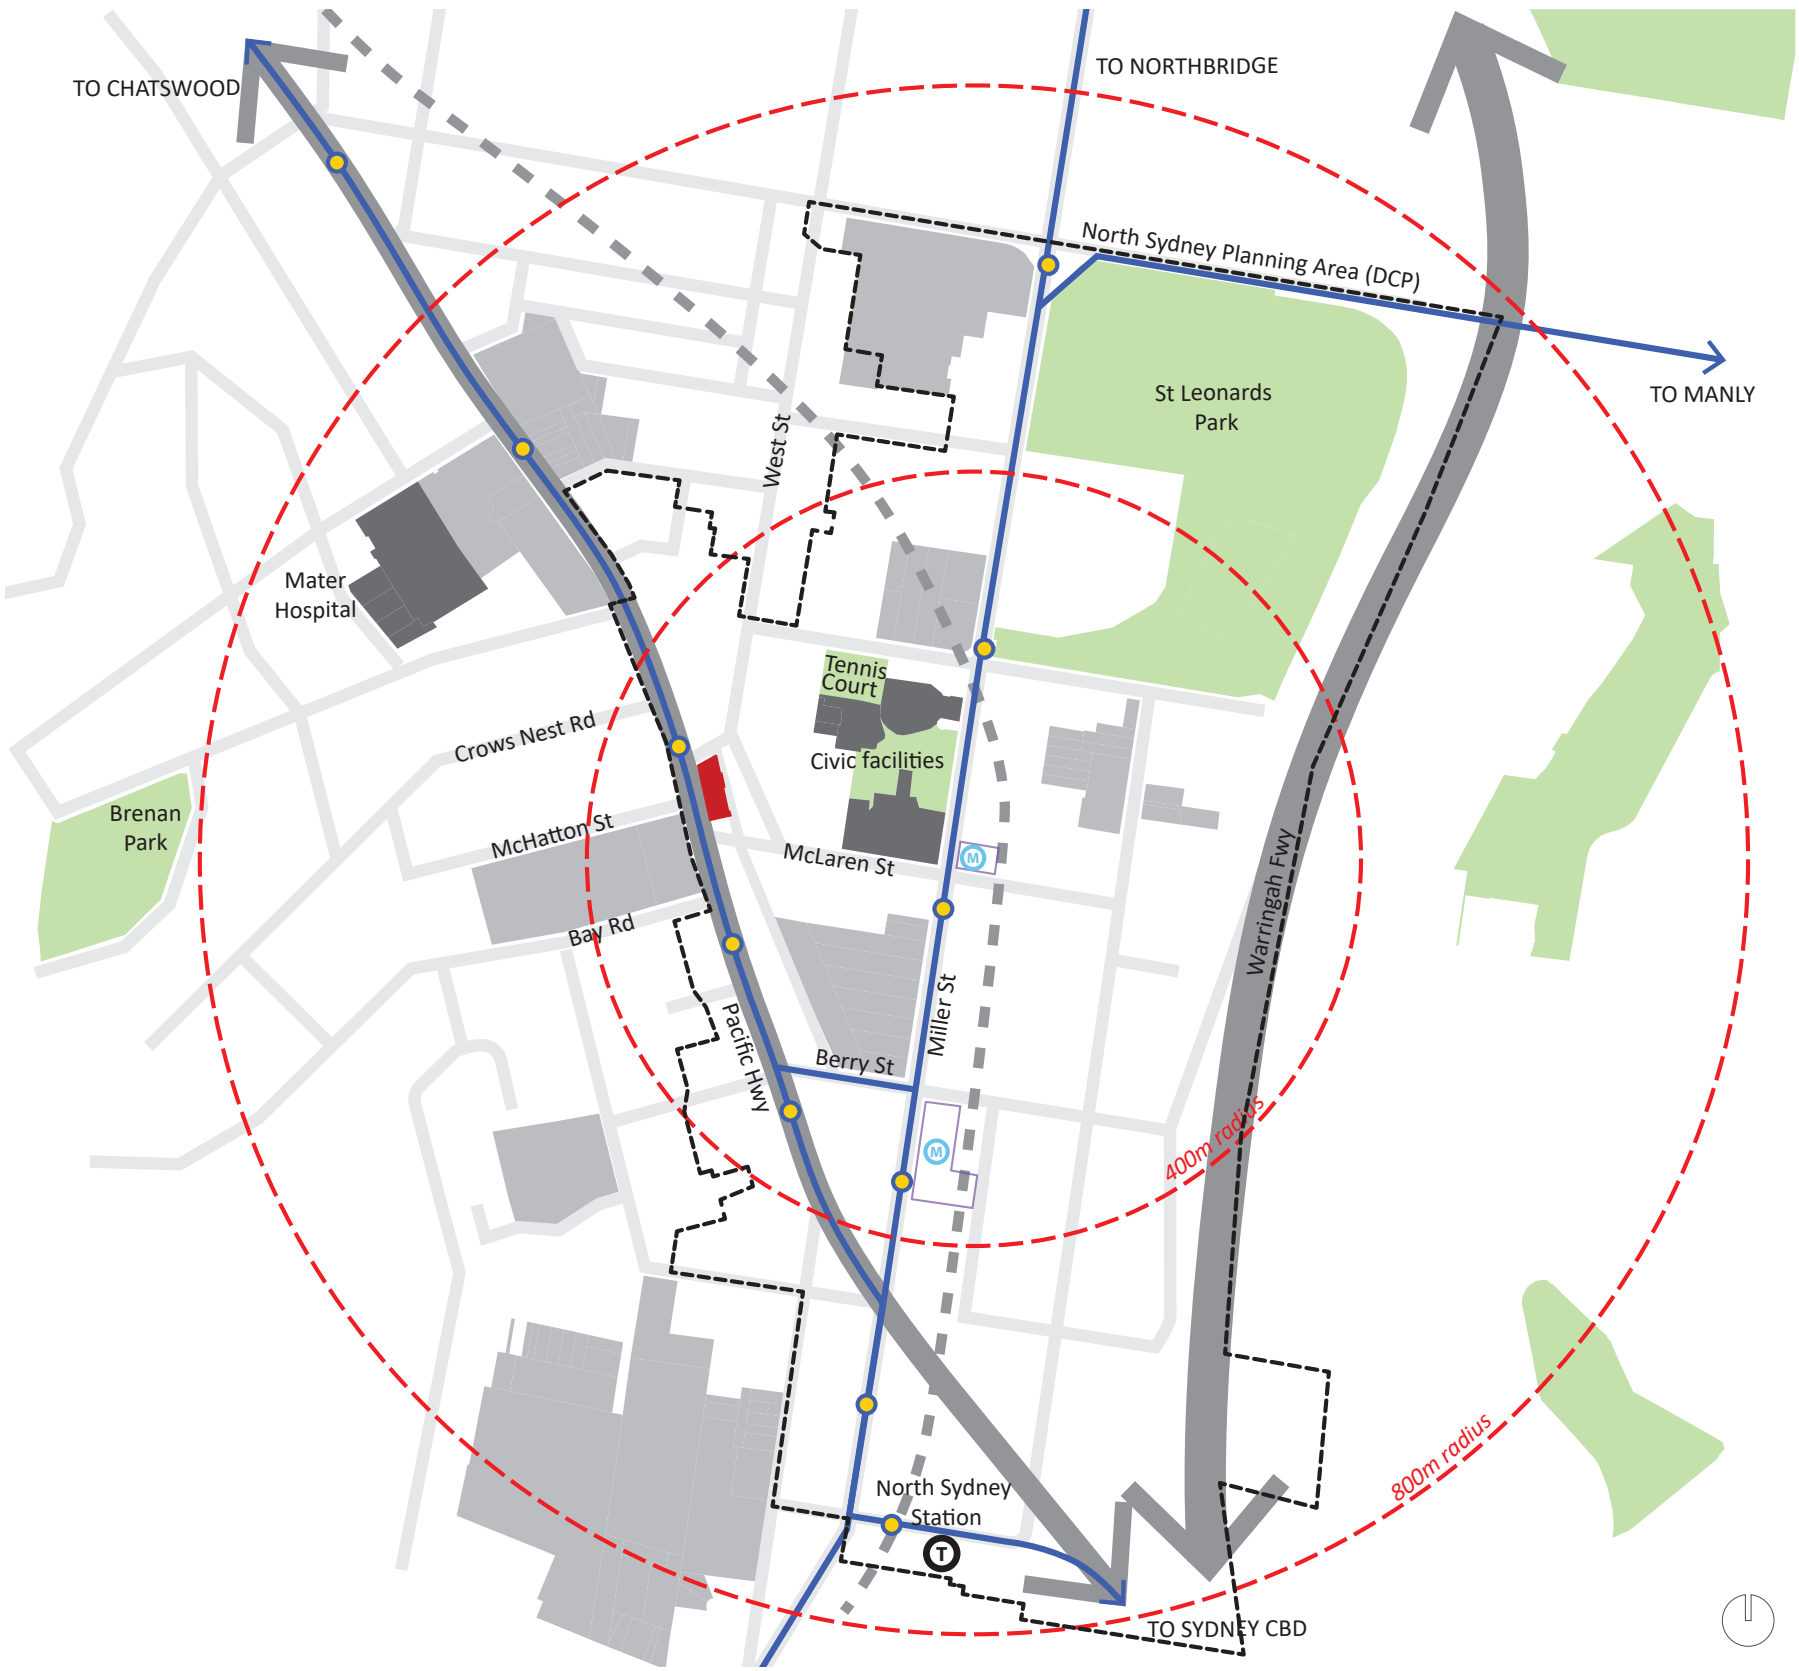 TO NORTHBRIDGE
TO CHATSWOOD
North Sydney Planning Area (DCP)
St Leonards
Park
TO MANLY
West St
Mater
Hospital
Tennis
Court
Crows Nest Rd
Civic facilities
Brenan
Park
McHatton St
McLaren St
M
Warringah Fwy
Bay Rd
Miller St
Pacific Hwy
Berry St
M
400m radius
800m radius
North Sydney
Station
T
TO SYDNEY CBD